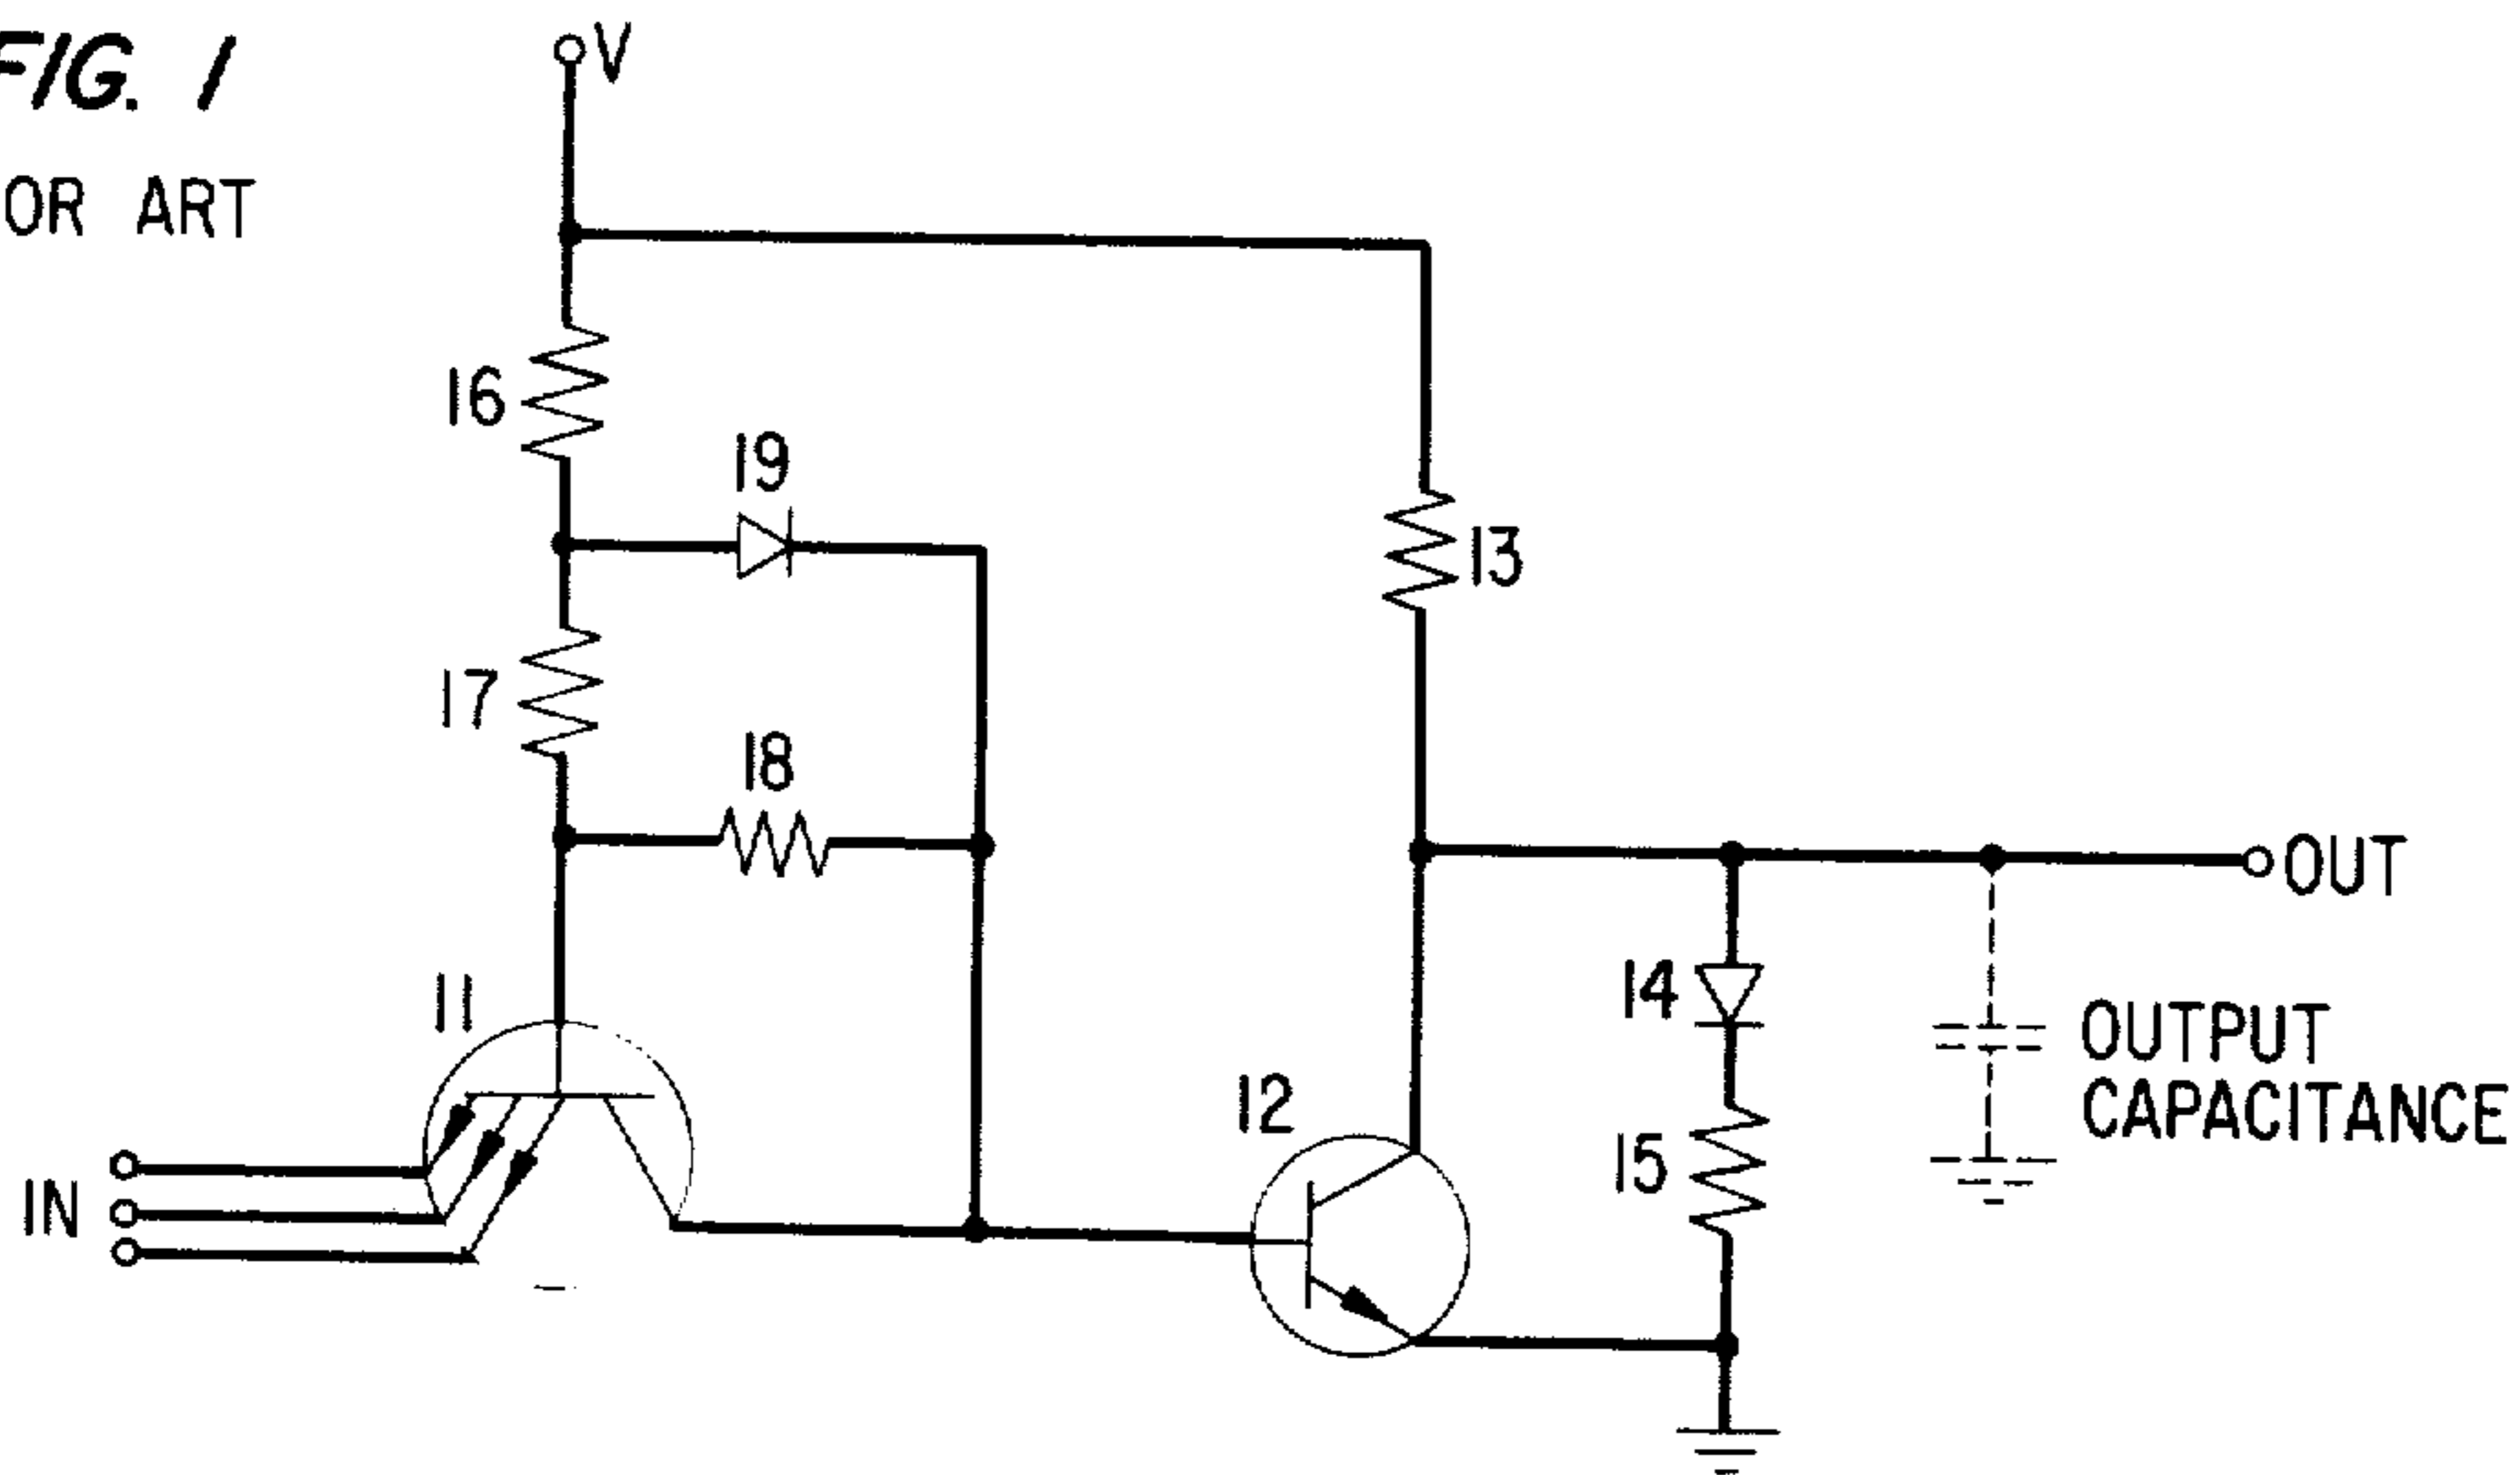 FIG. 1
OR ART
V
16
19
13
17
18
OUT
11
14
OUTPUT
CAPACITANCE
12
15
IN